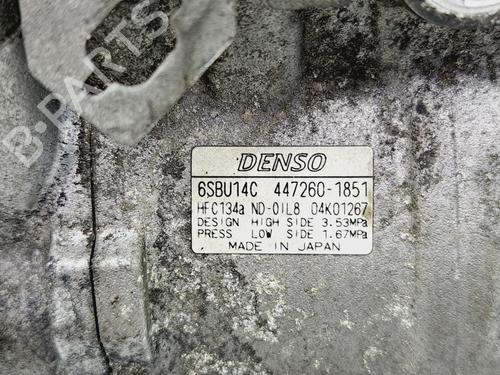 B-PARTS
DENSO
6SBU14C 447260-1851
HFC134a ND-OIL8 04K01267
DESIGN HIGH SIDE 3.53MPa
PRESS LOW SIDE 1.67MPa
MADE IN JAPAN